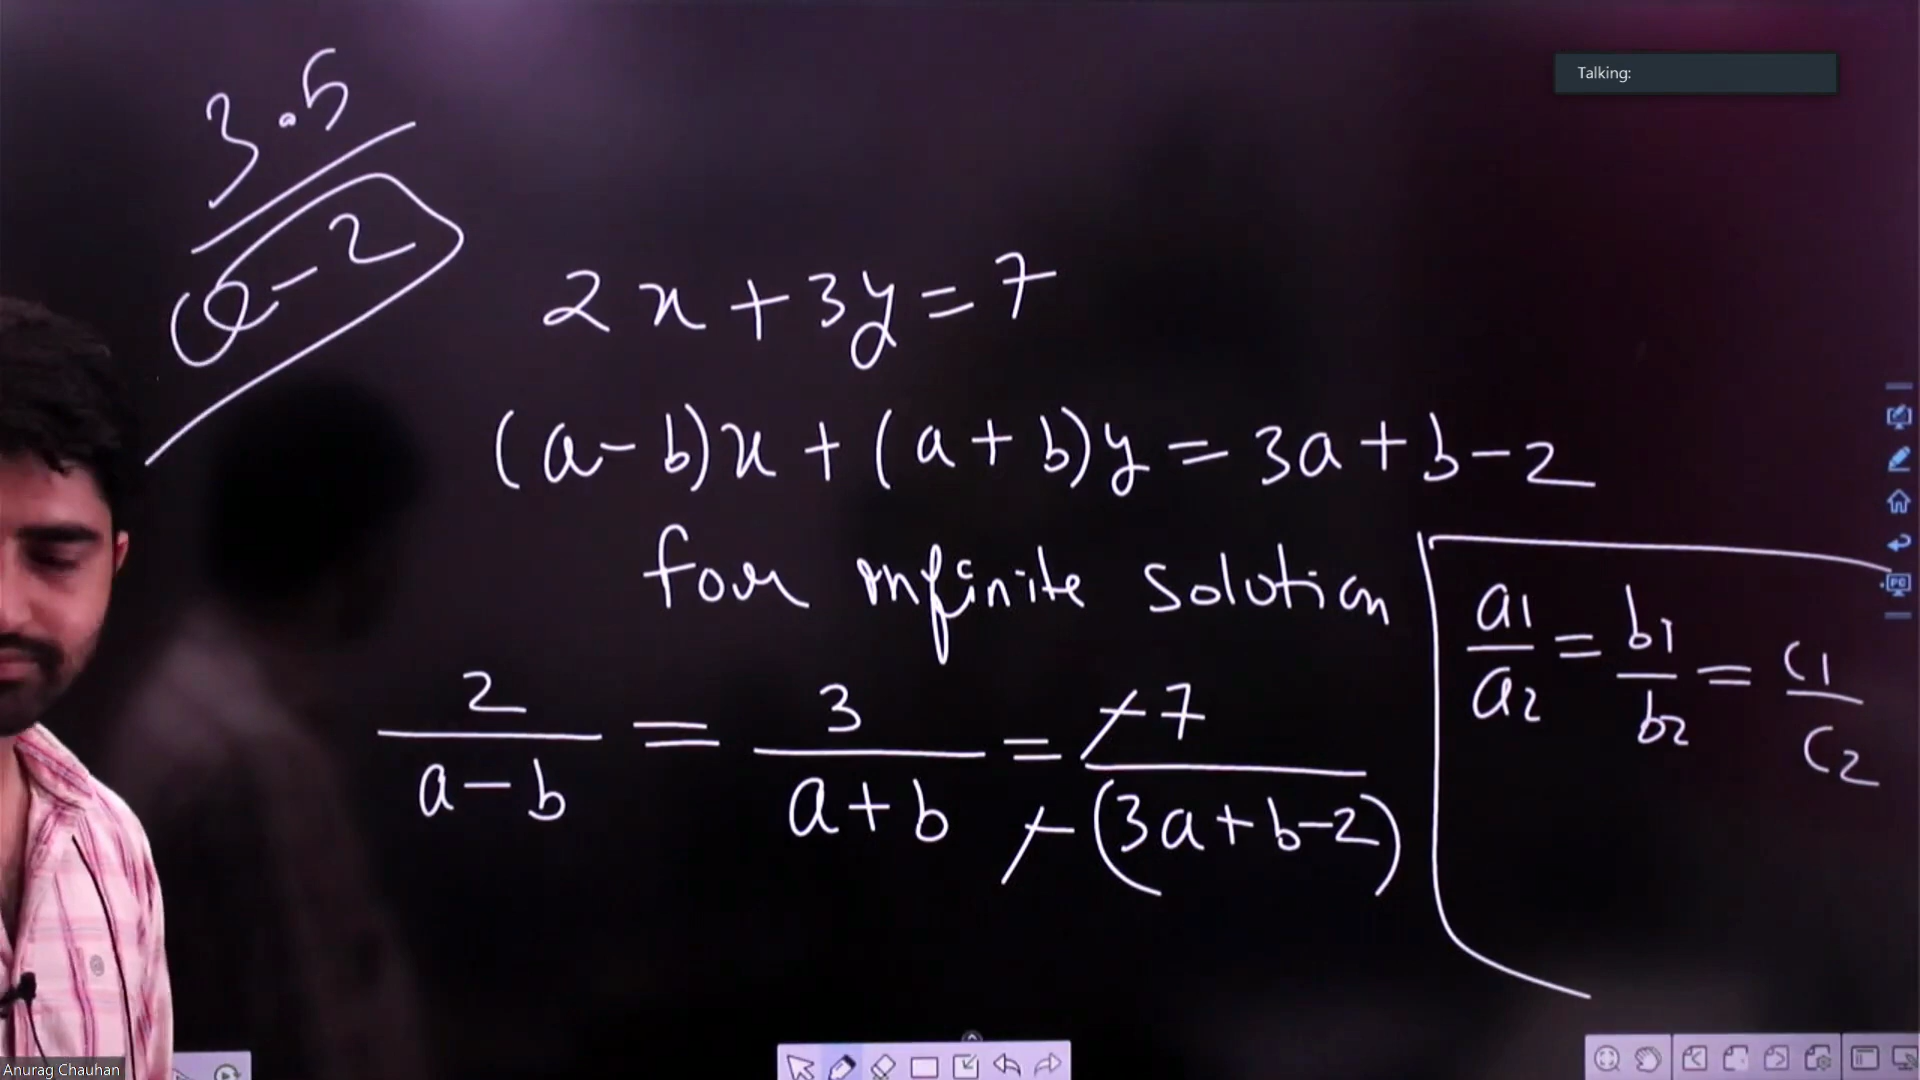 Talking:
3.5
Q-2
2x + 3y = 7
(a-b)x + (a+b)y = 3a+b-2
for infinite solution
a1/a2 = b1/b2 = c1/c2
2/(a-b) = 3/(a+b) = -7/-(3a+b-2)
PC
Anurag Chauhan